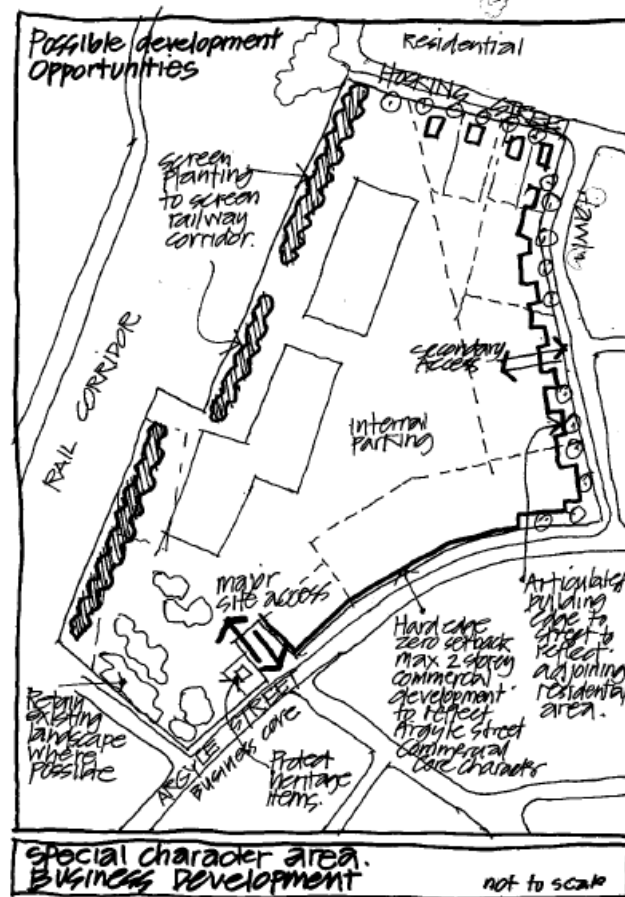 Possible development
Opportunities
Residential
HOSKINS STREET
screen
planting
to screen
railway
corridor.
RAIL CORRIDOR
secondary
Access
Internal
parking
major
site access
Retain
existing
landscape
where
possible
ARGYLE STREET
Business core
Protect
heritage
items.
Hard edge
zero setback
max 2 storey
commercial
development
to reflect
Argyle Street
Commercial
core character
Articulated
building
edge to
street to
reflect
adjoining
residential
area.
special character area.
BUSINESS DEVELOPMENT
not to scale